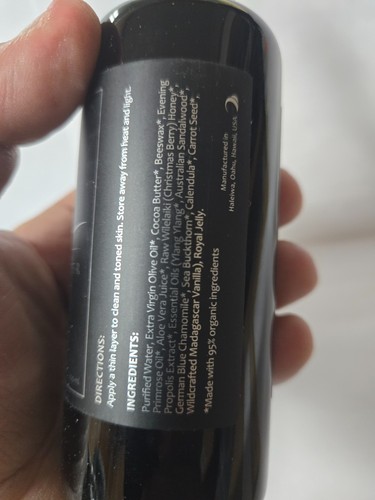 DIRECTIONS:
Apply a thin layer to clean and toned skin. Store away from heat and light.
INGREDIENTS:
Purified Water, Extra Virgin Olive Oil*, Cocoa Butter*, Beeswax*, Evening
Primrose Oil*, Aloe Vera Juice*, Raw Wilelaiki (Christmas Berry) Honey*,
Propolis Extract*, Essential Oils (Ylang Ylang*, Australian Sandalwood*,
German Blue Chamomile*, Sea Buckthorn*, Calendula*, Carrot Seed*,
Wildcrafted Madagascar Vanilla), Royal Jelly.
*Made with 95% organic ingredients
Manufactured in
Haleiwa, Oahu, Hawaii, USA